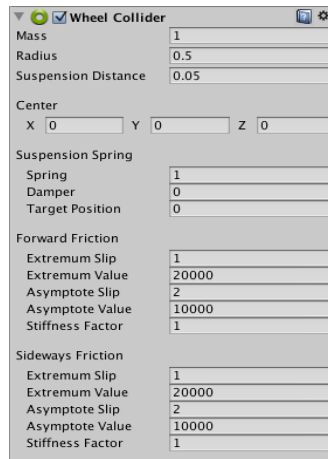 Wheel Collider
Mass 1
Radius 0.5
Suspension Distance 0.05
Center
X 0 Y 0 Z 0
Suspension Spring
Spring 1
Damper 0
Target Position 0
Forward Friction
Extremum Slip 1
Extremum Value 20000
Asymptote Slip 2
Asymptote Value 10000
Stiffness Factor 1
Sideways Friction
Extremum Slip 1
Extremum Value 20000
Asymptote Slip 2
Asymptote Value 10000
Stiffness Factor 1